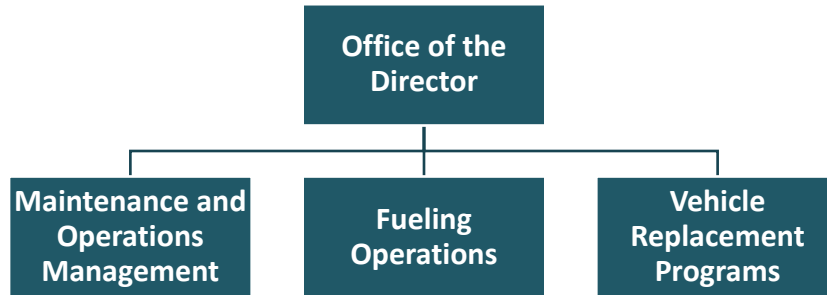 Office of the
Director
Maintenance and
Operations
Management
Fueling
Operations
Vehicle
Replacement
Programs